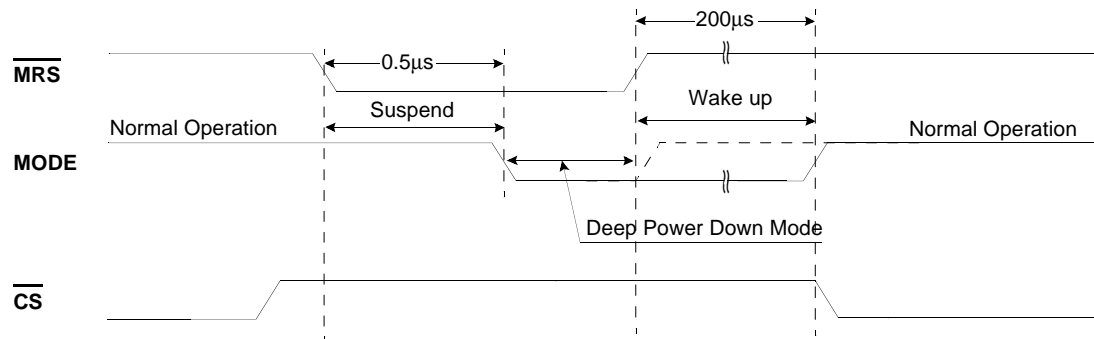 200μs
MRS
0.5μs
Suspend
Wake up
Normal Operation
Normal Operation
MODE
Deep Power Down Mode
CS